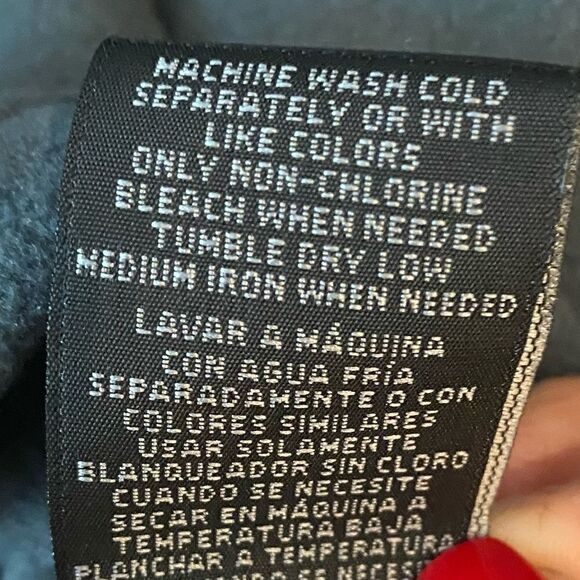 MACHINE WASH COLD
SEPARATELY OR WITH
LIKE COLORS
ONLY NON-CHLORINE
BLEACH WHEN NEEDED
TUMBLE DRY LOW
MEDIUM IRON WHEN NEEDED
LAVAR A MÁQUINA
CON AGUA FRÍA
SEPARADAMENTE O CON
COLORES SIMILARES
USAR SOLAMENTE
BLANQUEADOR SIN CLORO
CUANDO SE NECESITE
SECAR EN MÁQUINA A
TEMPERATURA BAJA
PLANCHAR A TEMPERATURA
SE